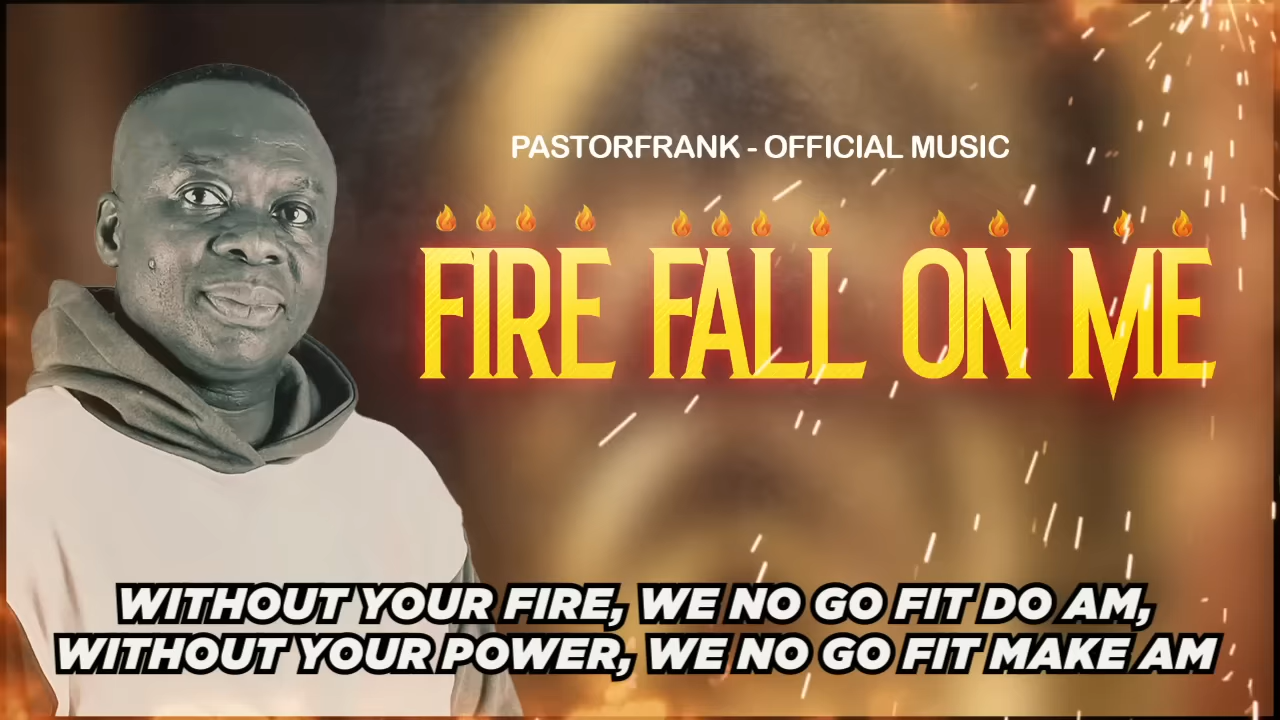 PASTORFRANK - OFFICIAL MUSIC
FIRE FALL ON ME
WITHOUT YOUR FIRE, WE NO GO FIT DO AM,
WITHOUT YOUR POWER, WE NO GO FIT MAKE AM